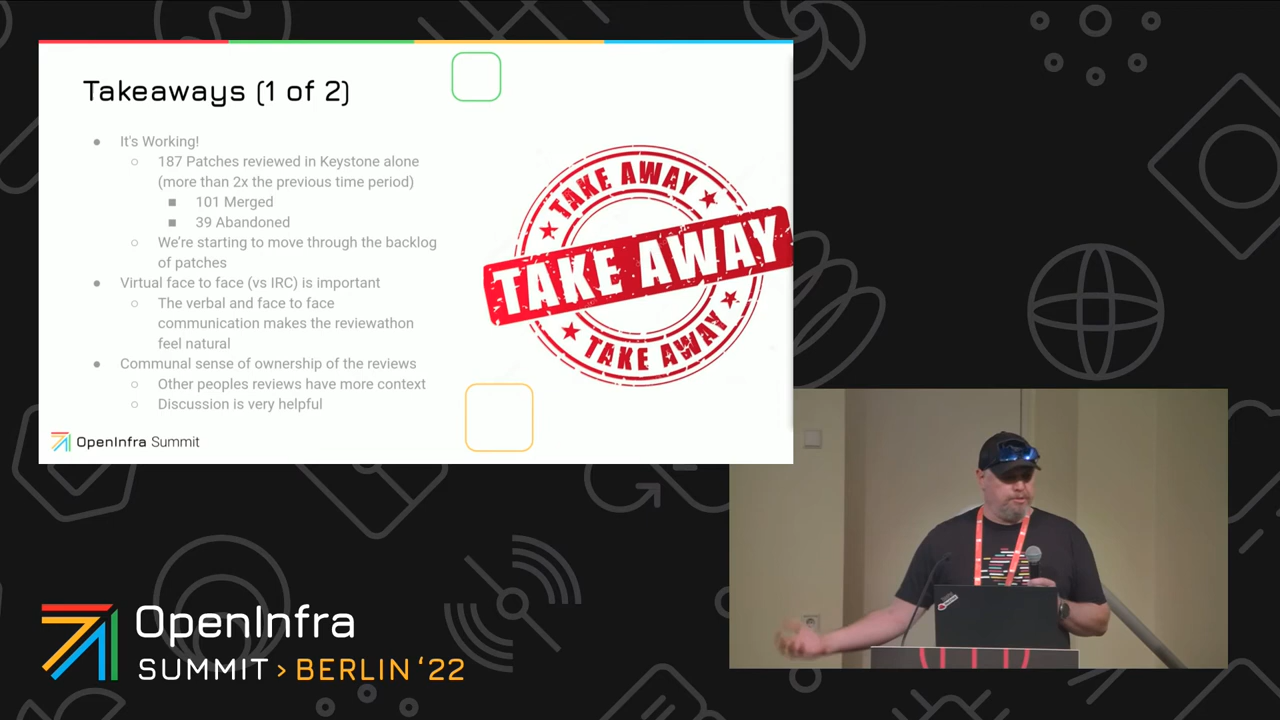 Takeaways (1 of 2)
● It's Working!
○ 187 Patches reviewed in Keystone alone
(more than 2x the previous time period)
■ 101 Merged
■ 39 Abandoned
○ We’re starting to move through the backlog
of patches
● Virtual face to face (vs IRC) is important
○ The verbal and face to face
communication makes the reviewathon
feel natural
● Communal sense of ownership of the reviews
○ Other peoples reviews have more context
○ Discussion is very helpful
TAKE AWAY
TAKE AWAY
TAKE AWAY
OpenInfra Summit
OpenInfra
SUMMIT > BERLIN ‘22